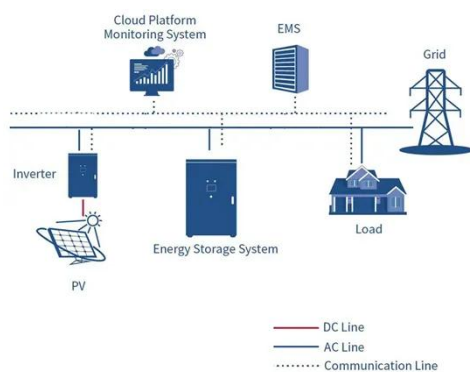 Cloud Platform
Monitoring System
EMS
Grid
Inverter
Energy Storage System
Load
PV
DC Line
AC Line
Communication Line